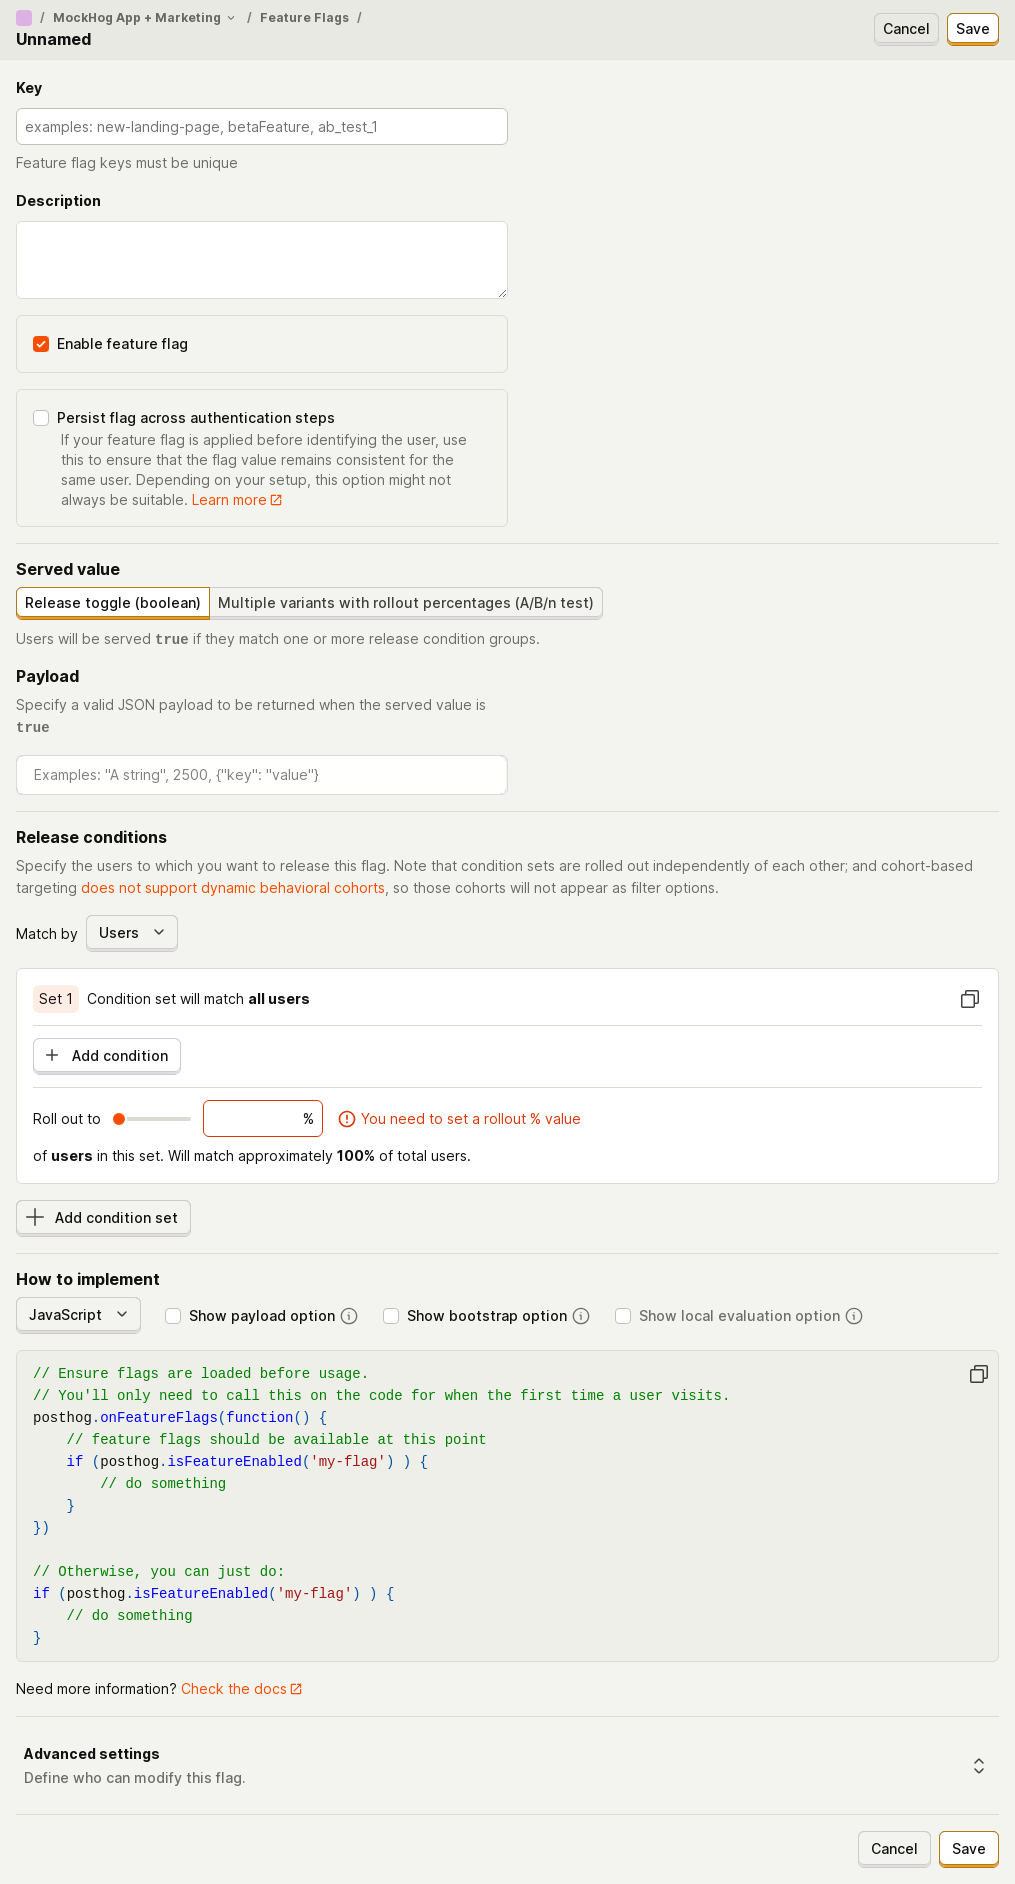 / MockHog App + Marketing / Feature Flags /
Unnamed
Cancel
Save
Key
examples: new-landing-page, betaFeature, ab_test_1
Feature flag keys must be unique
Description
Enable feature flag
Persist flag across authentication steps
If your feature flag is applied before identifying the user, use
this to ensure that the flag value remains consistent for the
same user. Depending on your setup, this option might not
always be suitable. Learn more
Served value
Release toggle (boolean) Multiple variants with rollout percentages (A/B/n test)
Users will be served true if they match one or more release condition groups.
Payload
Specify a valid JSON payload to be returned when the served value is
true
Examples: "A string", 2500, {"key": "value"}
Release conditions
Specify the users to which you want to release this flag. Note that condition sets are rolled out independently of each other; and cohort-based
targeting does not support dynamic behavioral cohorts, so those cohorts will not appear as filter options.
Match by Users
Set 1 Condition set will match all users
Add condition
Roll out to % You need to set a rollout % value
of users in this set. Will match approximately 100% of total users.
Add condition set
How to implement
JavaScript Show payload option Show bootstrap option Show local evaluation option
// Ensure flags are loaded before usage.
// You'll only need to call this on the code for when the first time a user visits.
posthog.onFeatureFlags(function() {
    // feature flags should be available at this point
    if (posthog.isFeatureEnabled('my-flag') ) {
        // do something
    }
})
// Otherwise, you can just do:
if (posthog.isFeatureEnabled('my-flag') ) {
    // do something
}
Need more information? Check the docs
Advanced settings
Define who can modify this flag.
Cancel
Save